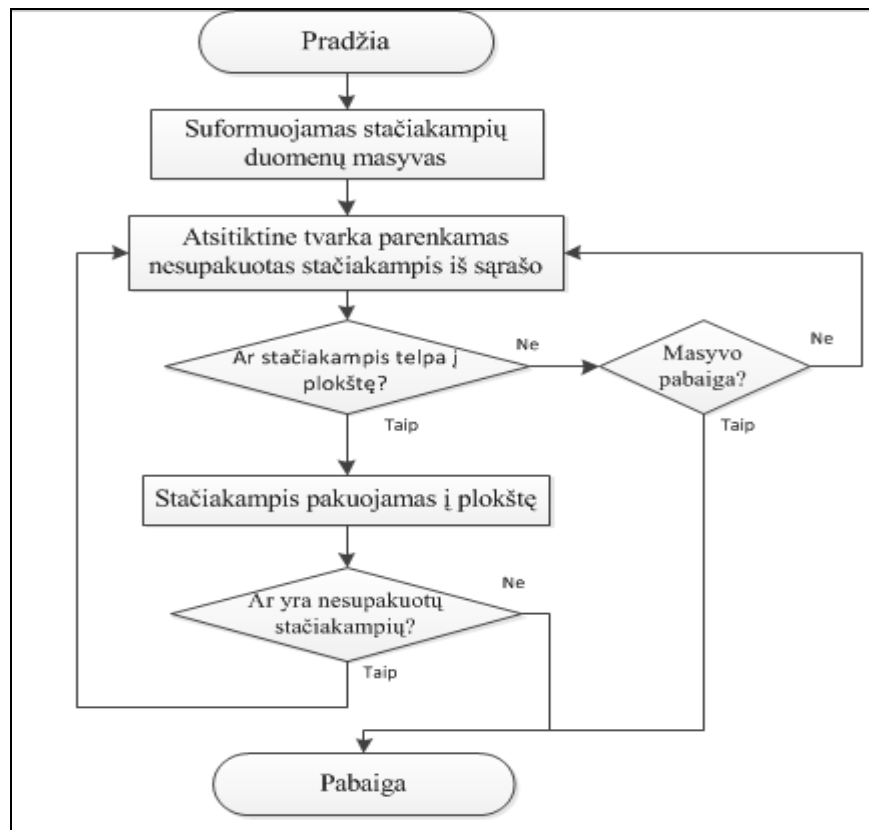 Pradžia
Suformuojamas stačiakampių
duomenų masyvas
Atsitiktine tvarka parenkamas
nesupakuotas stačiakampis iš sąrašo
Ar stačiakampis telpa į
plokštę?
Ne
Masyvo
pabaiga?
Ne
Taip
Taip
Stačiakampis pakuojamas į plokštę
Ar yra nesupakuotų
stačiakampių?
Ne
Taip
Pabaiga